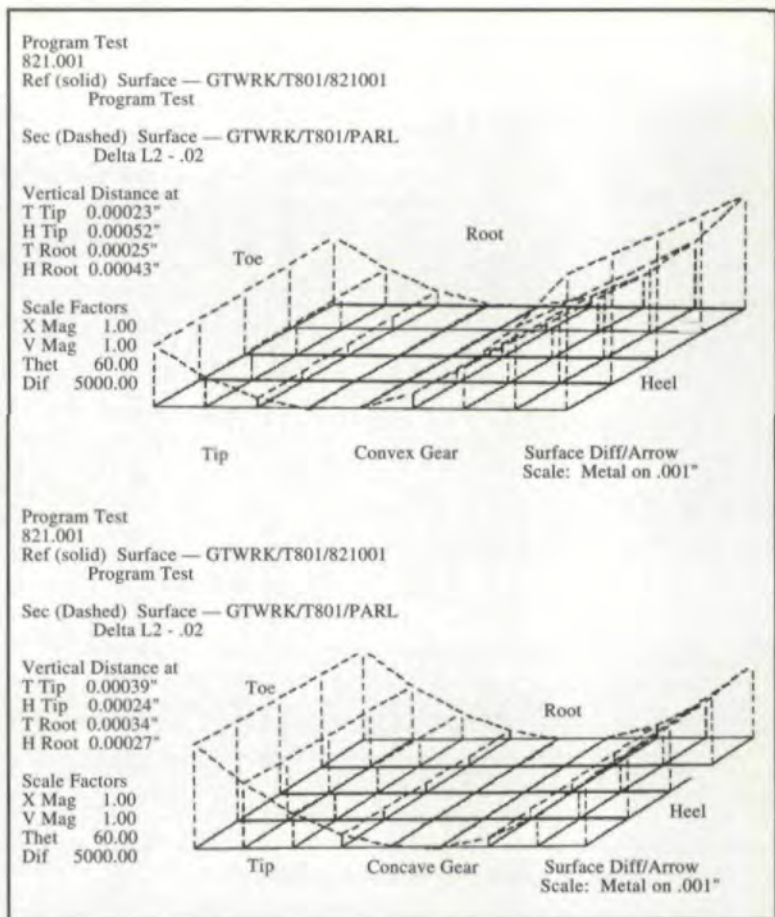 Program Test
821.001
Ref (solid) Surface — GTWRK/T801/821001
Program Test
Sec (Dashed) Surface — GTWRK/T801/PARL
Delta L2 - .02
Vertical Distance at
T Tip 0.00023"
H Tip 0.00052"
T Root 0.00025"
H Root 0.00043"
Scale Factors
X Mag 1.00
V Mag 1.00
Thet 60.00
Dif 5000.00
Toe
Root
Heel
Tip
Convex Gear
Surface Diff/Arrow
Scale: Metal on .001"
Program Test
821.001
Ref (solid) Surface — GTWRK/T801/821001
Program Test
Sec (Dashed) Surface — GTWRK/T801/PARL
Delta L2 - .02
Vertical Distance at
T Tip 0.00039"
H Tip 0.00024"
T Root 0.00034"
H Root 0.00027"
Scale Factors
X Mag 1.00
V Mag 1.00
Thet 60.00
Dif 5000.00
Toe
Root
Heel
Tip
Concave Gear
Surface Diff/Arrow
Scale: Metal on .001"